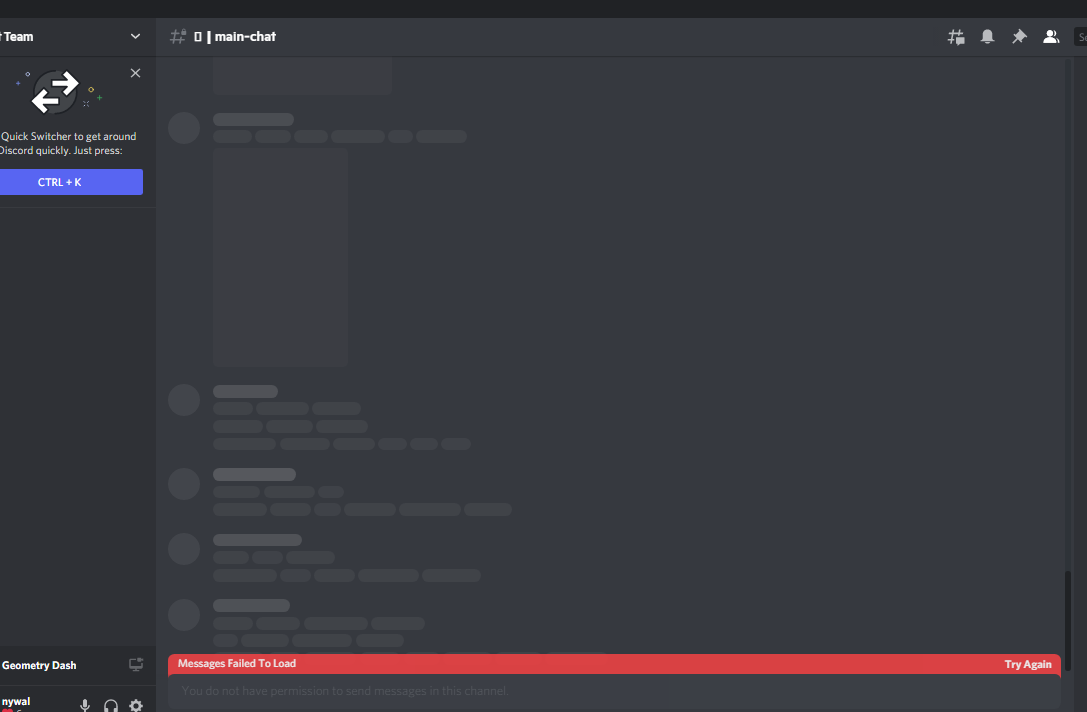 Team
| main-chat
Quick Switcher to get around
Discord quickly. Just press:
CTRL + K
Messages Failed To Load
Try Again
You do not have permission to send messages in this channel.
Geometry Dash
nywal